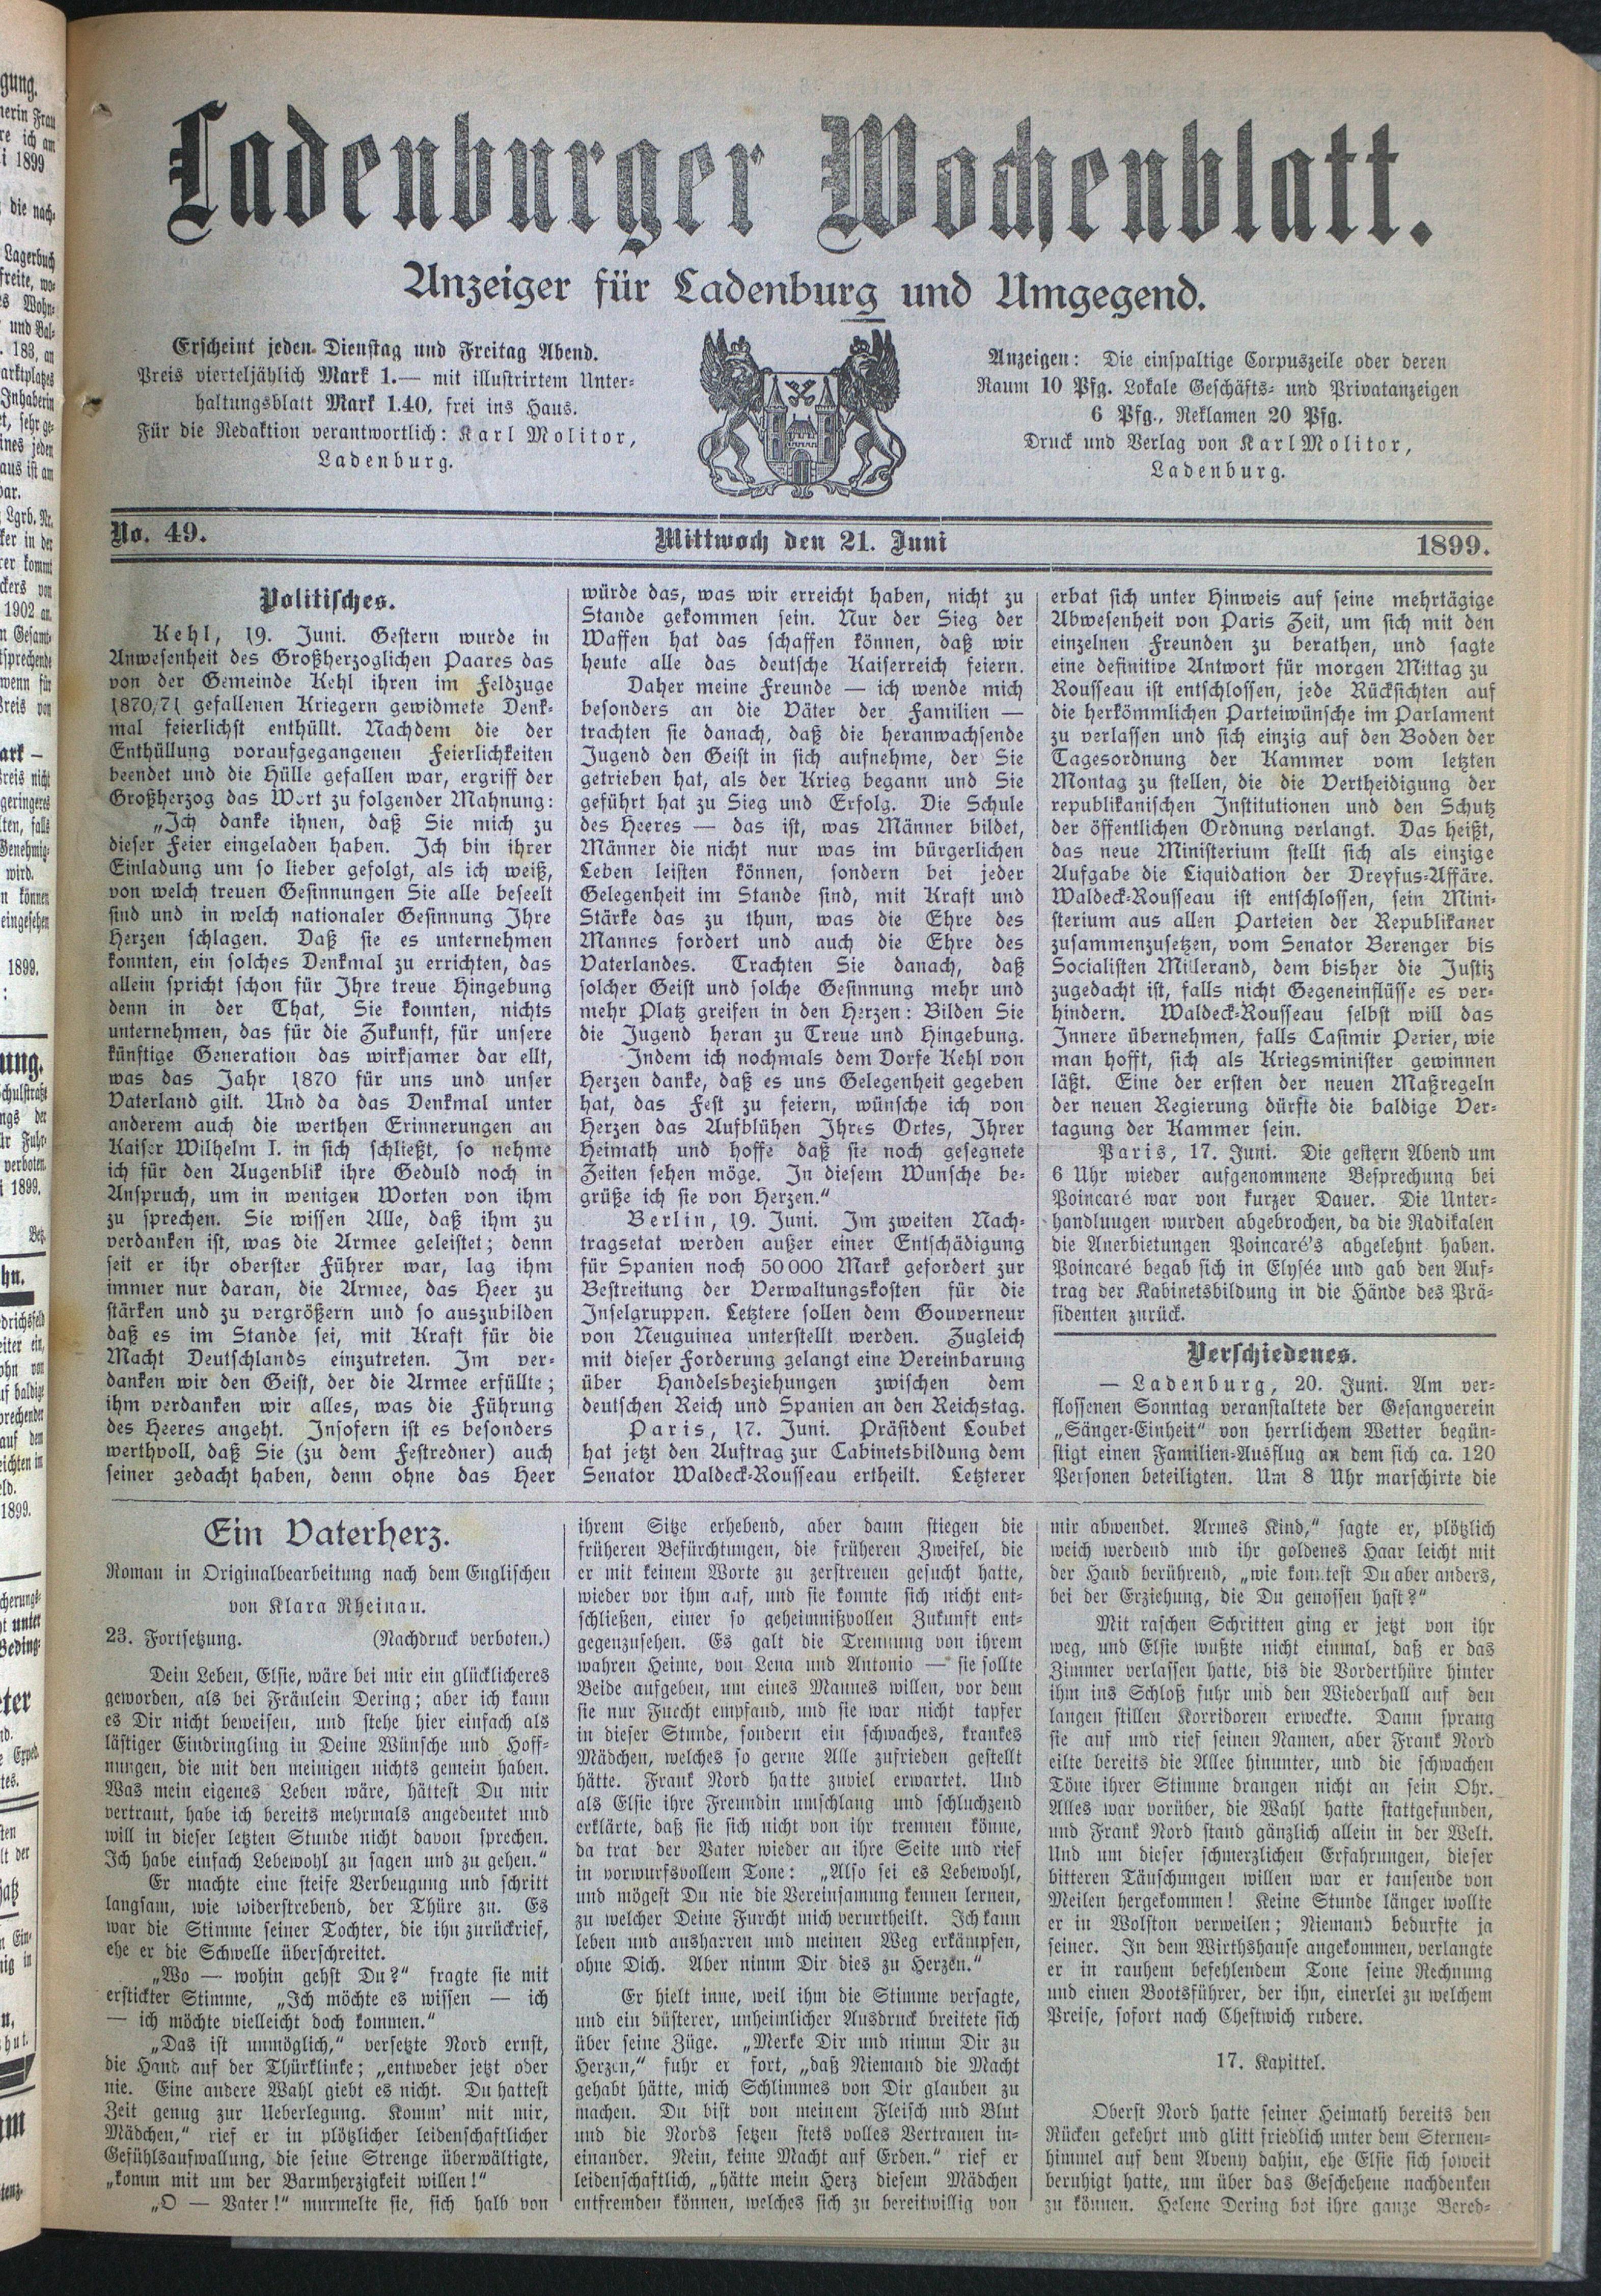 Ladenburger Wochenblatt.
Anzeiger für Ladenburg und Umgegend.
Erscheint jeden Dienstag und Freitag Abend.
Preis vierteljählich Mark 1.— mit illustrirtem Unter-
haltungsblatt Mark 1.40, frei ins Haus.
Für die Redaktion verantwortlich: Karl Molitor,
Ladenburg.
Anzeigen: Die einspaltige Corpuszeile oder deren
Raum 10 Pfg. Lokale Geschäfts- und Privatanzeigen
6 Pfg., Reklamen 20 Pfg.
Druck und Verlag von Karl Molitor,
Ladenburg.
No. 49.
Mittwoch den 21. Juni
1899.
Politisches.
Kehl, 19. Juni. Gestern wurde in
Anwesenheit des Großherzoglichen Paares das
von der Gemeinde Kehl ihren im Feldzuge
1870/71 gefallenen Kriegern gewidmete Denk-
mal feierlichst enthüllt. Nachdem die der
Enthüllung voraufgegangenen Feierlichkeiten
beendet und die Hülle gefallen war, ergriff der
Großherzog das Wort zu folgender Mahnung:
„Ich danke ihnen, daß Sie mich zu
dieser Feier eingeladen haben. Ich bin ihrer
Einladung um so lieber gefolgt, als ich weiß,
von welch treuen Gesinnungen Sie alle beseelt
sind und in welch nationaler Gesinnung Ihre
Herzen schlagen. Daß sie es unternehmen
konnten, ein solches Denkmal zu errichten, das
allein spricht schon für Ihre treue Hingebung
denn in der That, Sie konnten, nichts
unternehmen, das für die Zukunft, für unsere
künftige Generation das wirksamer dar ellt,
was das Jahr 1870 für uns und unser
Vaterland gilt. Und da das Denkmal unter
anderem auch die werthen Erinnerungen an
Kaiser Wilhelm I. in sich schließt, so nehme
ich für den Augenblik ihre Geduld noch in
Anspruch, um in wenigen Worten von ihm
zu sprechen. Sie wissen Alle, daß ihm zu
verdanken ist, was die Armee geleistet; denn
seit er ihr oberster Führer war, lag ihm
immer nur daran, die Armee, das Heer zu
stärken und zu vergrößern und so auszubilden
daß es im Stande sei, mit Kraft für die
Macht Deutschlands einzutreten. Im ver-
danken wir den Geist, der die Armee erfüllte;
ihm verdanken wir alles, was die Führung
des Heeres angeht. Insofern ist es besonders
werthvoll, daß Sie (zu dem Festredner) auch
seiner gedacht haben, denn ohne das Heer
würde das, was wir erreicht haben, nicht zu
Stande gekommen sein. Nur der Sieg der
Waffen hat das schaffen können, daß wir
heute alle das deutsche Kaiserreich feiern.
Daher meine Freunde — ich wende mich
besonders an die Väter der Familien —
trachten sie danach, daß die heranwachsende
Jugend den Geist in sich aufnehme, der Sie
getrieben hat, als der Krieg begann und Sie
geführt hat zu Sieg und Erfolg. Die Schule
des Heeres — das ist, was Männer bildet,
Männer die nicht nur was im bürgerlichen
Leben leisten können, sondern bei jeder
Gelegenheit im Stande sind, mit Kraft und
Stärke das zu thun, was die Ehre des
Mannes fordert und auch die Ehre des
Vaterlandes. Trachten Sie danach, daß
solcher Geist und solche Gesinnung mehr und
mehr Platz greifen in den Herzen: Bilden Sie
die Jugend heran zu Treue und Hingebung.
Indem ich nochmals dem Dorfe Kehl von
Herzen danke, daß es uns Gelegenheit gegeben
hat, das Fest zu feiern, wünsche ich von
Herzen das Aufblühen Ihres Ortes, Ihrer
Heimath und hoffe daß sie noch gesegnete
Zeiten sehen möge. In diesem Wunsche be-
grüße ich sie von Herzen.“
Berlin, 19. Juni. Im zweiten Nach-
tragsetat werden außer einer Entschädigung
für Spanien noch 50 000 Mark gefordert zur
Bestreitung der Verwaltungskosten für die
Inselgruppen. Letztere sollen dem Gouverneur
von Neuguinea unterstellt werden. Zugleich
mit dieser Forderung gelangt eine Vereinbarung
über Handelsbeziehungen zwischen dem
deutschen Reich und Spanien an den Reichstag.
Paris, 17. Juni. Präsident Loubet
hat jetzt den Auftrag zur Cabinetsbildung dem
Senator Waldeck-Rousseau ertheilt. Letzterer
erbat sich unter Hinweis auf seine mehrtägige
Abwesenheit von Paris Zeit, um sich mit den
einzelnen Freunden zu berathen, und sagte
eine definitive Antwort für morgen Mittag zu
Rousseau ist entschlossen, jede Rücksichten auf
die herkömmlichen Parteiwünsche im Parlament
zu verlassen und sich einzig auf den Boden der
Tagesordnung der Kammer vom letzten
Montag zu stellen, die die Vertheidigung der
republikanischen Institutionen und den Schutz
der öffentlichen Ordnung verlangt. Das heißt,
das neue Ministerium stellt sich als einzige
Aufgabe die Liquidation der Dreyfus-Affäre.
Waldeck-Rousseau ist entschlossen, sein Mini-
sterium aus allen Parteien der Republikaner
zusammenzusetzen, vom Senator Berenger bis
Socialisten Millerand, dem bisher die Justiz
zugedacht ist, falls nicht Gegeneinflüsse es ver-
hindern. Waldeck-Rousseau selbst will das
Innere übernehmen, falls Casimir Perier, wie
man hofft, sich als Kriegsminister gewinnen
läßt. Eine der ersten der neuen Maßregeln
der neuen Regierung dürfte die baldige Ver-
tagung der Kammer sein.
Paris, 17. Juni. Die gestern Abend um
6 Uhr wieder aufgenommene Besprechung bei
Poincaré war von kurzer Dauer. Die Unter-
handlungen wurden abgebrochen, da die Radikalen
die Anerbietungen Poincaré's abgelehnt haben.
Poincaré begab sich in Elysée und gab den Auf-
trag der Kabinetsbildung in die Hände des Prä-
sidenten zurück.
Verschiedenes.
— Ladenburg, 20. Juni. Am ver-
flossenen Sonntag veranstaltete der Gesangverein
„Sänger-Einheit“ von herrlichem Wetter begün-
stigt einen Familien-Ausflug an dem sich ca. 120
Personen beteiligten. Um 8 Uhr marschirte die
Ein Vaterherz.
Roman in Originalbearbeitung nach dem Englischen
von Klara Rheinau.
23. Fortsetzung. (Nachdruck verboten.)
Dein Leben, Elsie, wäre bei mir ein glücklicheres
geworden, als bei Fräulein Dering; aber ich kann
es Dir nicht beweisen, und stehe hier einfach als
lästiger Eindringling in Deine Wünsche und Hoff-
nungen, die mit den meinigen nichts gemein haben.
Was mein eigenes Leben wäre, hättest Du mir
vertraut, habe ich bereits mehrmals angedeutet und
will in dieser letzten Stunde nicht davon sprechen.
Ich habe einfach Lebewohl zu sagen und zu gehen.“
Er machte eine steife Verbeugung und schritt
langsam, wie widerstrebend, der Thüre zu. Es
war die Stimme seiner Tochter, die ihn zurückrief,
ehe er die Schwelle überschreitet.
„Wo — wohin gehst Du?“ fragte sie mit
erstickter Stimme, „Ich möchte es wissen — ich
— ich möchte vielleicht doch kommen.“
„Das ist unmöglich,“ versetzte Nord ernst,
die Hand auf der Thürklinke; „entweder jetzt oder
nie. Eine andere Wahl giebt es nicht. Du hattest
Zeit genug zur Ueberlegung. Komm' mit mir,
Mädchen,“ rief er in plötzlicher leidenschaftlicher
Gefühlsaufwallung, die seine Strenge überwältigte,
„komm mit um der Barmherzigkeit willen!“
„O — Vater!“ murmelte sie, sich halb von
ihrem Sitze erhebend, aber dann stiegen die
früheren Befürchtungen, die früheren Zweifel, die
er mit keinem Worte zu zerstreuen gesucht hatte,
wieder vor ihm auf, und sie konnte sich nicht ent-
schließen, einer so geheimnißvollen Zukunft ent-
gegenzusehen. Es galt die Trennung von ihrem
wahren Heime, von Lena und Antonio — sie sollte
Beide aufgeben, um eines Mannes willen, vor dem
sie nur Furcht empfand, und sie war nicht tapfer
in dieser Stunde, sondern ein schwaches, krankes
Mädchen, welches so gerne Alle zufrieden gestellt
hätte. Frank Nord hatte zuviel erwartet. Und
als Elsie ihre Freundin umschlang und schluchzend
erklärte, daß sie sich nicht von ihr trennen könne,
da trat der Vater wieder an ihre Seite und rief
in vorwurfsvollem Tone: „Also sei es Lebewohl,
und mögest Du nie die Vereinsamung kennen lernen,
zu welcher Deine Furcht mich verurtheilt. Ich kann
leben und ausharren und meinen Weg erkämpfen,
ohne Dich. Aber nimm Dir dies zu Herzen.“
Er hielt inne, weil ihm die Stimme versagte,
und ein düsterer, unheimlicher Ausdruck breitete sich
über seine Züge. „Merke Dir und nimm Dir zu
Herzen,“ fuhr er fort, „daß Niemand die Macht
gehabt hätte, mich Schlimmes von Dir glauben zu
machen. Du bist von meinem Fleisch und Blut
und die Nords setzen stets volles Vertrauen in-
einander. Nein, keine Macht auf Erden.“ rief er
leidenschaftlich, „hätte mein Herz diesem Mädchen
entfremden können, welches sich zu bereitwillig von
mir abwendet. Armes Kind,“ sagte er, plötzlich
weich werdend und ihr goldenes Haar leicht mit
der Hand berührend, „wie konntest Du aber anders,
bei der Erziehung, die Du genossen hast?“
Mit raschen Schritten ging er jetzt von ihr
weg, und Elsie wußte nicht einmal, daß er das
Zimmer verlassen hatte, bis die Vorderthüre hinter
ihm ins Schloß fuhr und den Wiederhall auf den
langen stillen Korridoren erweckte. Dann sprang
sie auf und rief seinen Namen, aber Frank Nord
eilte bereits die Allee hinunter, und die schwachen
Töne ihrer Stimme drangen nicht an sein Ohr.
Alles war vorüber, die Wahl hatte stattgefunden,
und Frank Nord stand gänzlich allein in der Welt.
Und um dieser schmerzlichen Erfahrungen, dieser
bitteren Täuschungen willen war er tausende von
Meilen hergekommen! Keine Stunde länger wollte
er in Wolston verweilen; Niemand bedurfte ja
seiner. In dem Wirthshause angekommen, verlangte
er in rauhem befehlendem Tone seine Rechnung
und einen Bootsführer, der ihn, einerlei zu welchem
Preise, sofort nach Chestwich rudere.
17. Kapittel.
Oberst Nord hatte seiner Heimath bereits den
Rücken gekehrt und glitt friedlich unter dem Sternen-
himmel auf dem Aveny dahin, ehe Elsie sich soweit
beruhigt hatte, um über das Geschehene nachdenken
zu können. Helene Dering bot ihre ganze Bered-